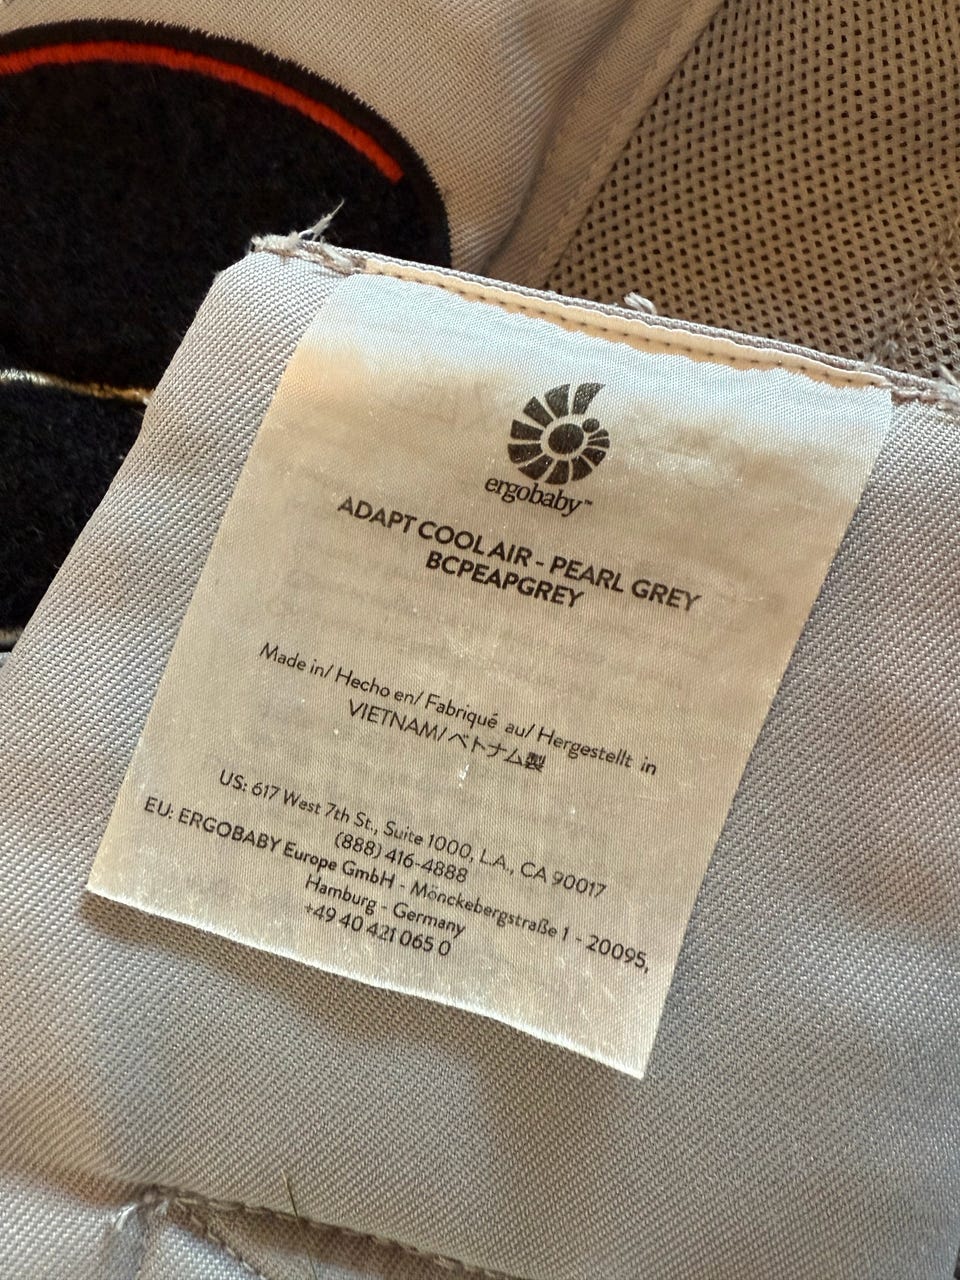 ergobaby™
ADAPT COOL AIR - PEARL GREY
BCPEAPGREY
Made in/ Hecho en/ Fabriqué au/ Hergestellt in
VIETNAM/ベトナム製
US: 617 West 7th St., Suite 1000, L.A., CA 90017
(888) 416-4888
EU: ERGOBABY Europe GmbH - Mönckebergstraße 1 - 20095,
Hamburg - Germany
+49 40 421 065 0